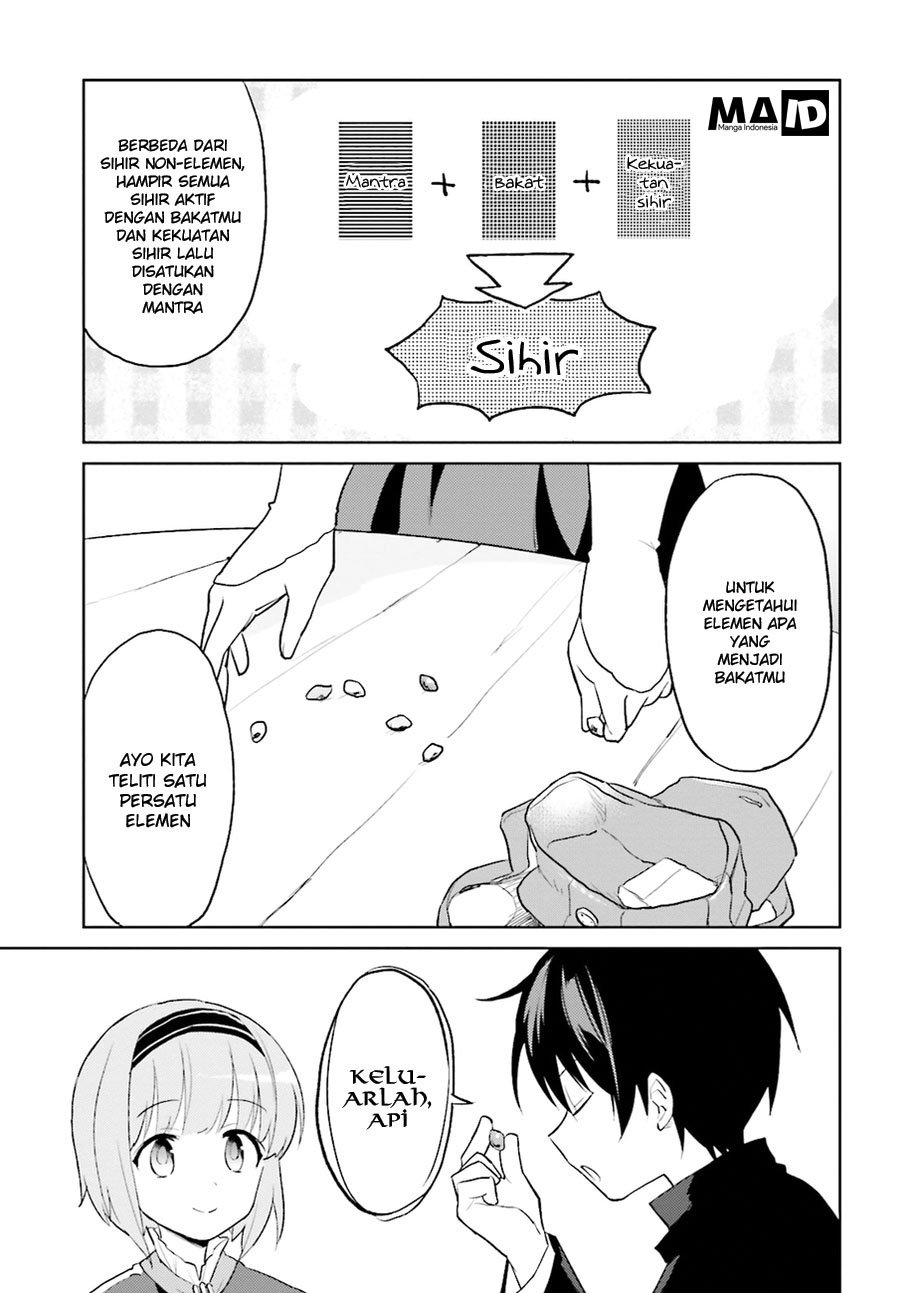 MAID
Manga Indonesia
BERBEDA DARI
SIHIR NON-ELEMEN,
HAMPIR SEMUA
SIHIR AKTIF
DENGAN BAKATMU
DAN KEKUATAN
SIHIR LALU
DISATUKAN
DENGAN
MANTRA
Mantra + Bakat + Kekua-
tan
sihir
Sihir
UNTUK
MENGETAHUI
ELEMEN APA
YANG
MENJADI
BAKATMU
AYO KITA
TELITI SATU
PERSATU
ELEMEN
KELU-
ARLAH,
API